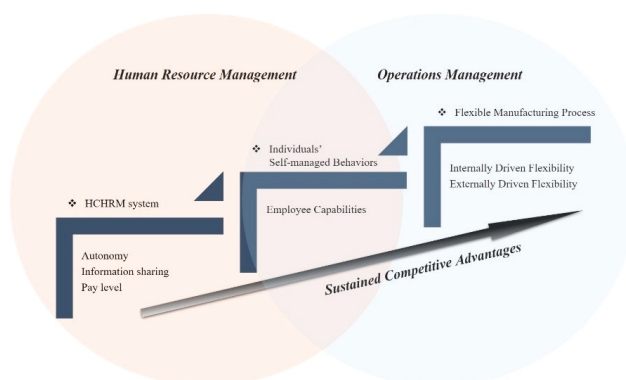 Human Resource Management
Operations Management
❖ Flexible Manufacturing Process
❖ Individuals'
Self-managed Behaviors
Internally Driven Flexibility
Externally Driven Flexibility
❖ HCHRM system
Employee Capabilities
Autonomy
Information sharing
Pay level
Sustained Competitive Advantages